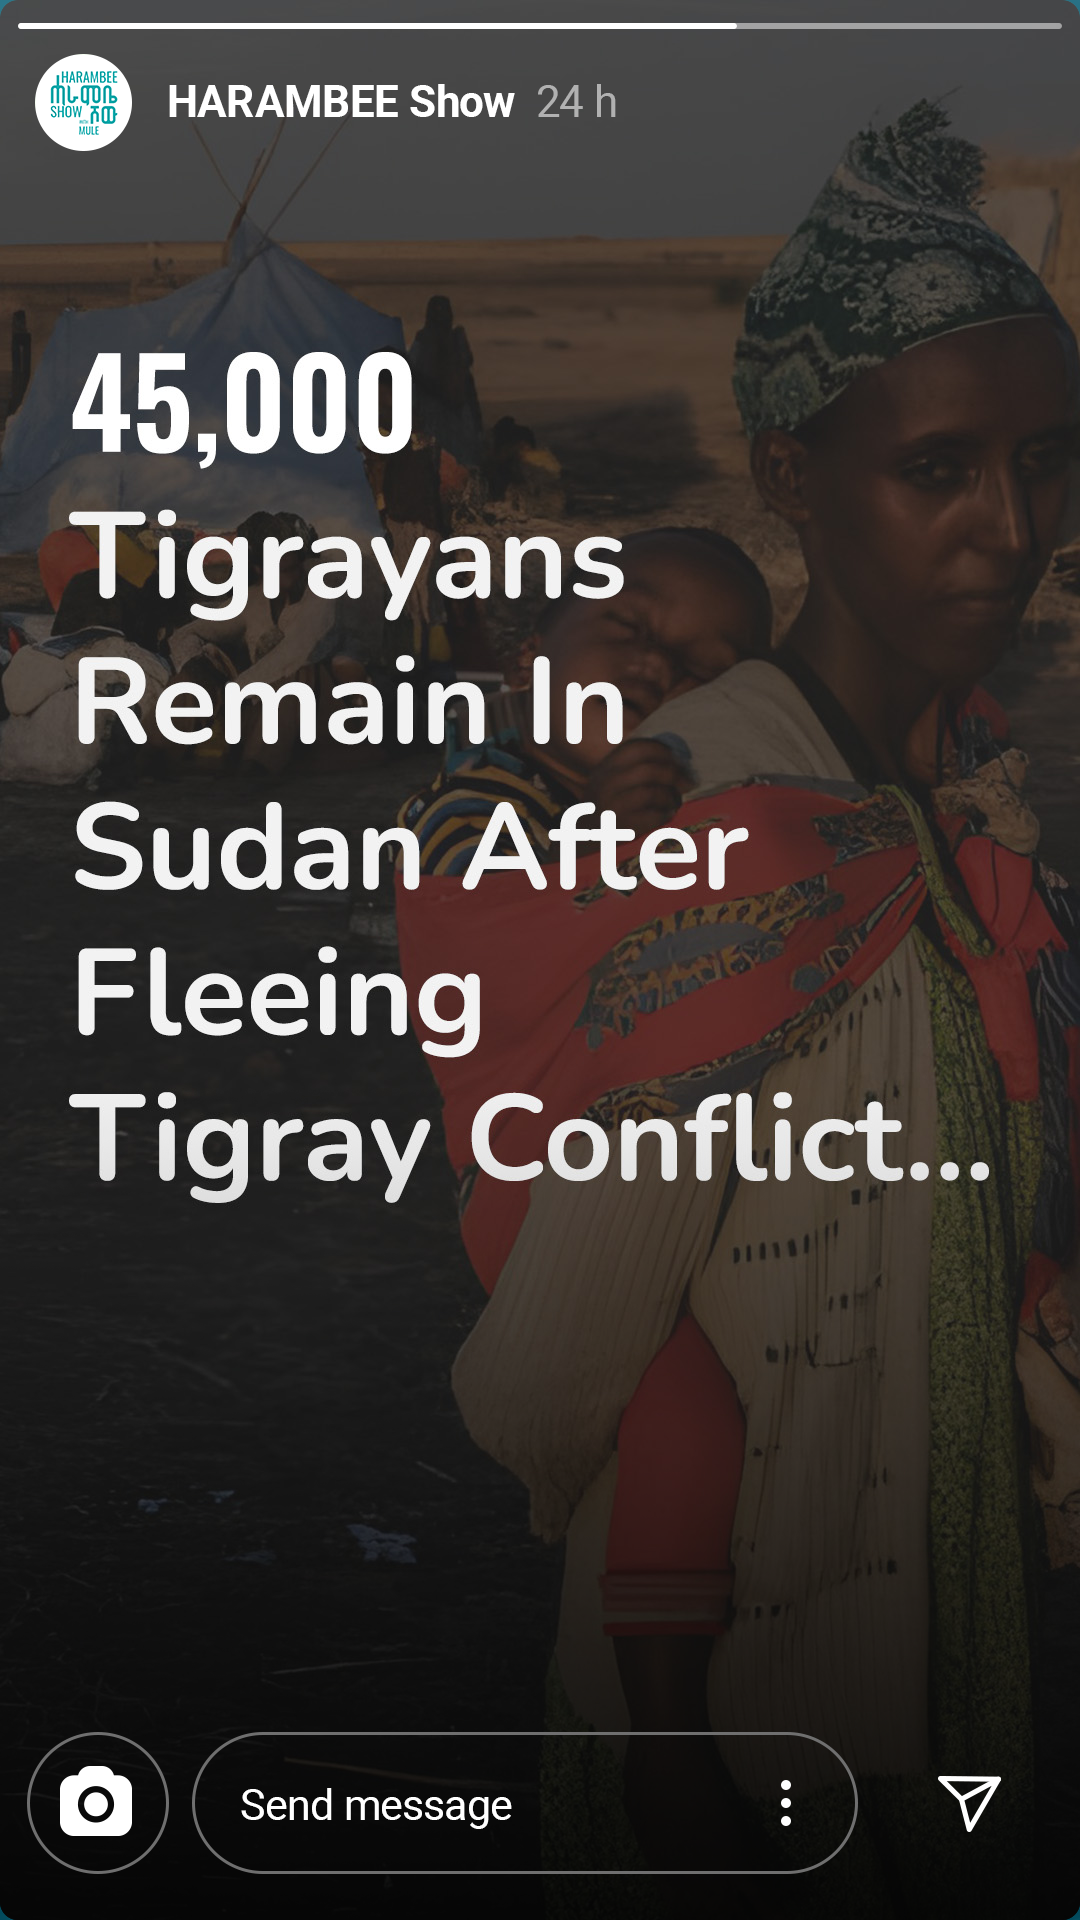 HARAMBEE
ሐራምቤ
SHOW ሾው
MULE
HARAMBEE Show 24 h
45,000
Tigrayans
Remain In
Sudan After
Fleeing
Tigray Conflict...
Send message